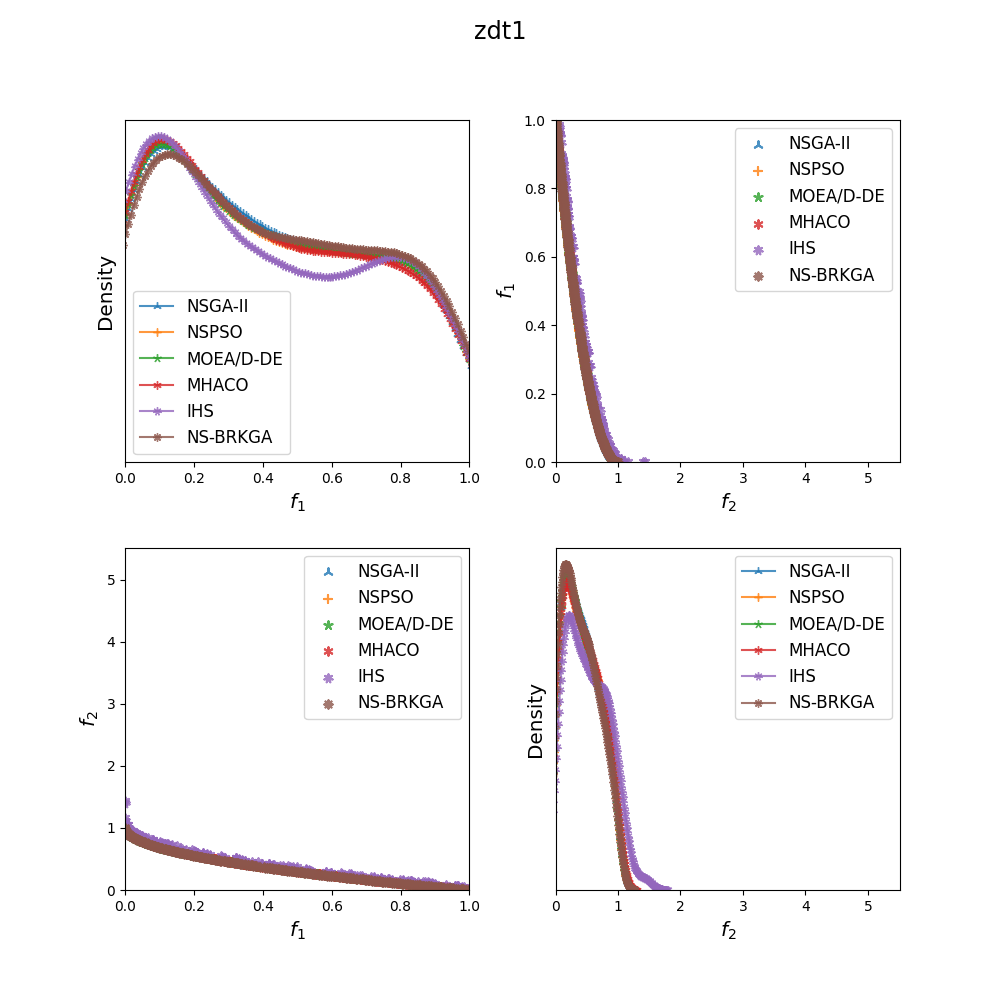 zdt1
Density
NSGA-II
NSPSO
MOEA/D-DE
MHACO
IHS
NS-BRKGA
0.0 0.2 0.4 0.6 0.8 1.0
f1
f1
1.0
0.8
0.6
0.4
0.2
0.0
NSGA-II
NSPSO
MOEA/D-DE
MHACO
IHS
NS-BRKGA
0 1 2 3 4 5
f2
f2
5
4
3
2
1
0
NSGA-II
NSPSO
MOEA/D-DE
MHACO
IHS
NS-BRKGA
0.0 0.2 0.4 0.6 0.8 1.0
f1
Density
NSGA-II
NSPSO
MOEA/D-DE
MHACO
IHS
NS-BRKGA
0 1 2 3 4 5
f2